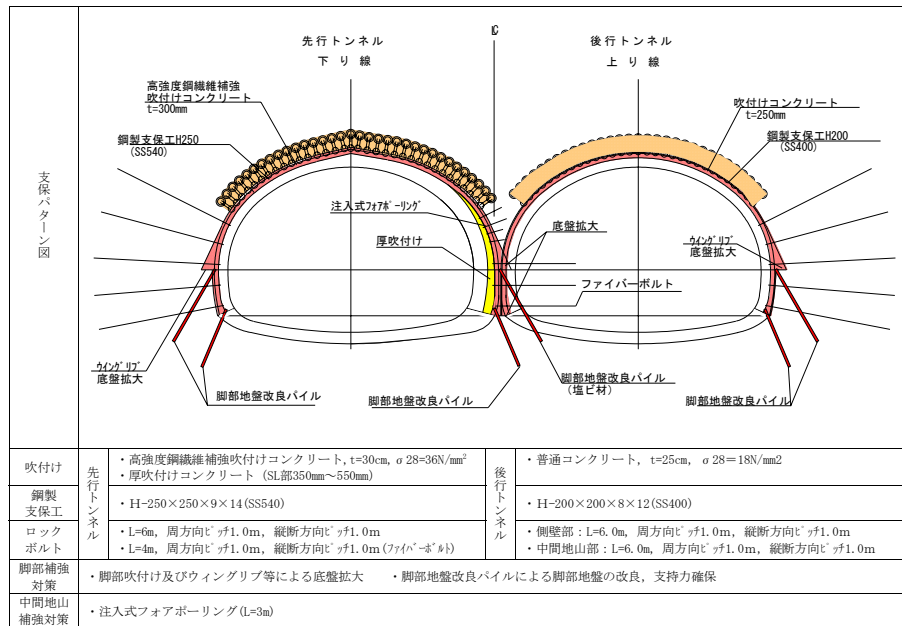 ℄
先行トンネル
下り線
後行トンネル
上り線
高強度鋼繊維補強
吹付けコンクリート
t=300mm
鋼製支保工H250
(SS540)
吹付けコンクリート
t=250mm
鋼製支保工H200
(SS400)
注入式フォアポーリング
厚吹付け
底盤拡大
ウイングリブ
底盤拡大
ファイバーボルト
ウイングリブ
底盤拡大
脚部地盤改良パイル
脚部地盤改良パイル
脚部地盤改良パイル
(塩ビ材)
脚部地盤改良パイル
支保パターン図
吹付け
先行トンネル
・高強度鋼繊維補強吹付けコンクリート, t=30cm, σ28=36N/mm²
・厚吹付けコンクリート (SL部350mm～550mm)
後行トンネル
・普通コンクリート, t=25cm, σ28＝18N/mm2
鋼製
支保工
・H-250×250×9×14(SS540)
・H-200×200×8×12(SS400)
ロック
ボルト
・L=6m, 周方向ピッチ1.0m, 縦断方向ピッチ1.0m
・L=4m, 周方向ピッチ1.0m, 縦断方向ピッチ1.0m(ファイバーボルト)
・側壁部：L=6.0m, 周方向ピッチ1.0m, 縦断方向ピッチ1.0m
・中間地山部：L=6.0m, 周方向ピッチ1.0m, 縦断方向ピッチ1.0m
脚部補強
対策
・脚部吹付け及びウィングリブ等による底盤拡大 ・脚部地盤改良パイルによる脚部地盤の改良, 支持力確保
中間地山
補強対策
・注入式フォアポーリング(L=3m)